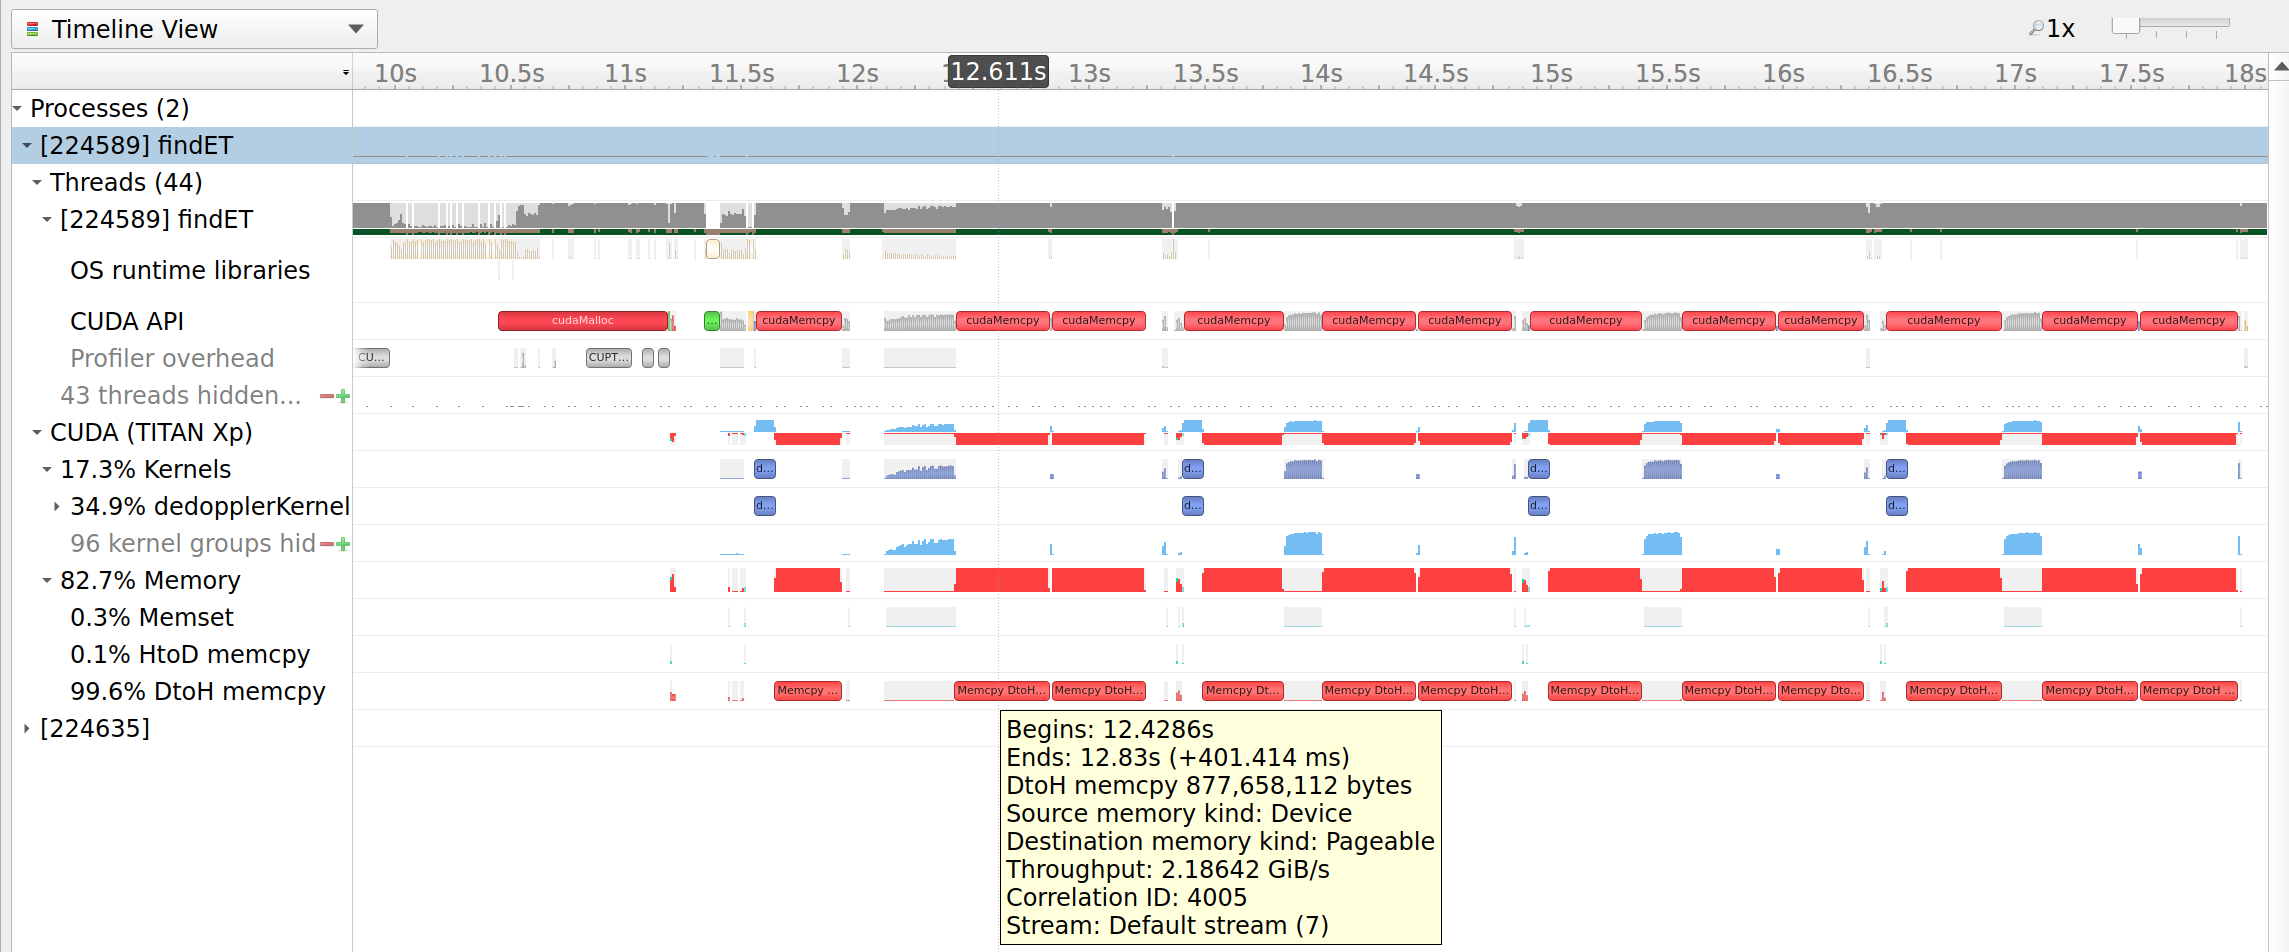 Timeline View
1x
10s 10.5s 11s 11.5s 12s 12.611s 13s 13.5s 14s 14.5s 15s 15.5s 16s 16.5s 17s 17.5s 18s
Processes (2)
[224589] findET
Threads (44)
[224589] findET
OS runtime libraries
CUDA API
cudaMalloc ... cudaMemcpy cudaMemcpy cudaMemcpy cudaMemcpy cudaMemcpy cudaMemcpy cudaMemcpy cudaMemcpy cudaMemcpy cudaMemcpy cudaMemcpy cudaMemcpy
Profiler overhead
CU... CUPT...
43 threads hidden...
CUDA (TITAN Xp)
17.3% Kernels
d... d... d... d...
34.9% dedopplerKernel
d... d... d... d...
96 kernel groups hid
82.7% Memory
0.3% Memset
0.1% HtoD memcpy
99.6% DtoH memcpy
Memcpy ... Memcpy DtoH... Memcpy DtoH... Memcpy Dt... Memcpy DtoH... Memcpy DtoH... Memcpy DtoH... Memcpy DtoH... Memcpy Dto... Memcpy DtoH... Memcpy DtoH... Memcpy DtoH ...
[224635]
Begins: 12.4286s
Ends: 12.83s (+401.414 ms)
DtoH memcpy 877,658,112 bytes
Source memory kind: Device
Destination memory kind: Pageable
Throughput: 2.18642 GiB/s
Correlation ID: 4005
Stream: Default stream (7)